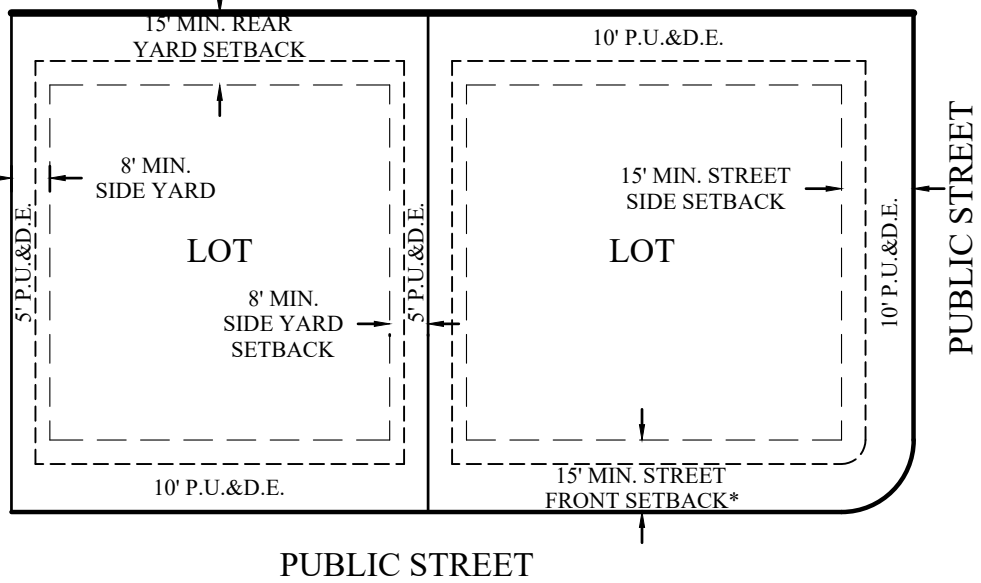 15' MIN. REAR
YARD SETBACK
10' P.U.&D.E.
8' MIN.
SIDE YARD
15' MIN. STREET
SIDE SETBACK
5' P.U.&D.E.
LOT
5' P.U.&D.E.
LOT
10' P.U.&D.E.
PUBLIC STREET
8' MIN.
SIDE YARD
SETBACK
10' P.U.&D.E.
15' MIN. STREET
FRONT SETBACK*
PUBLIC STREET